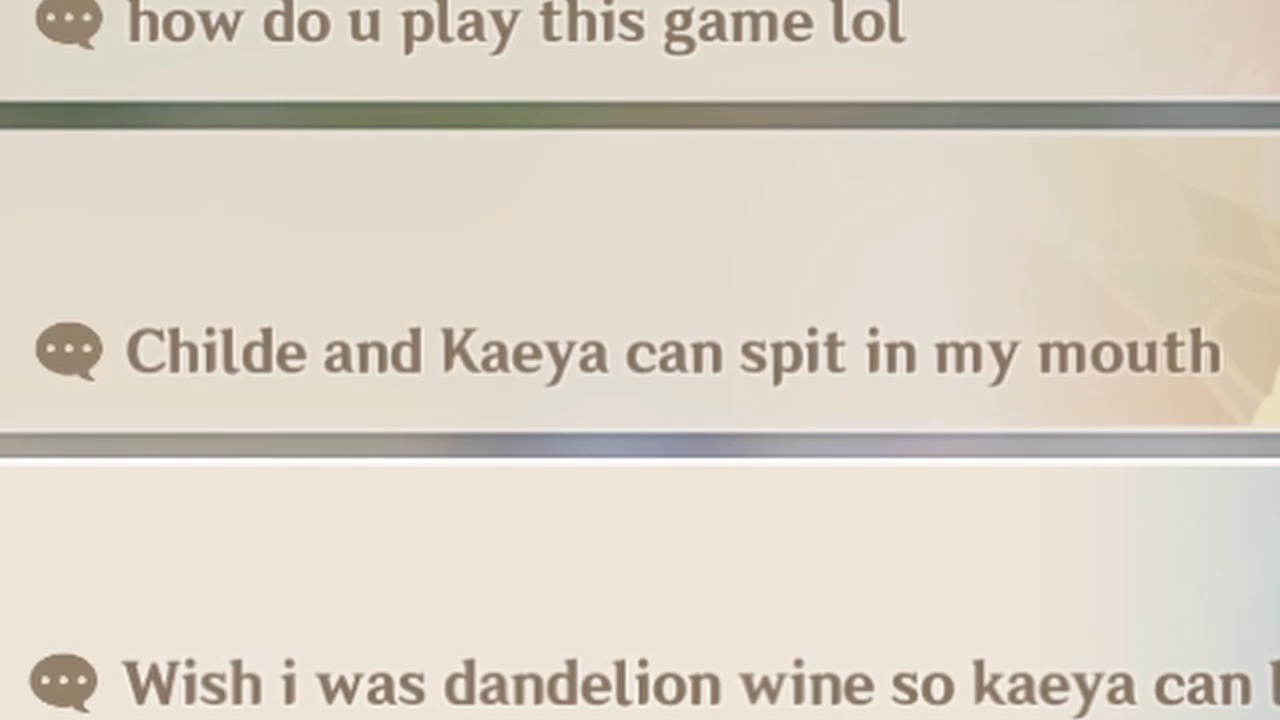 how do u play this game lol
Childe and Kaeya can spit in my mouth
Wish i was dandelion wine so kaeya can